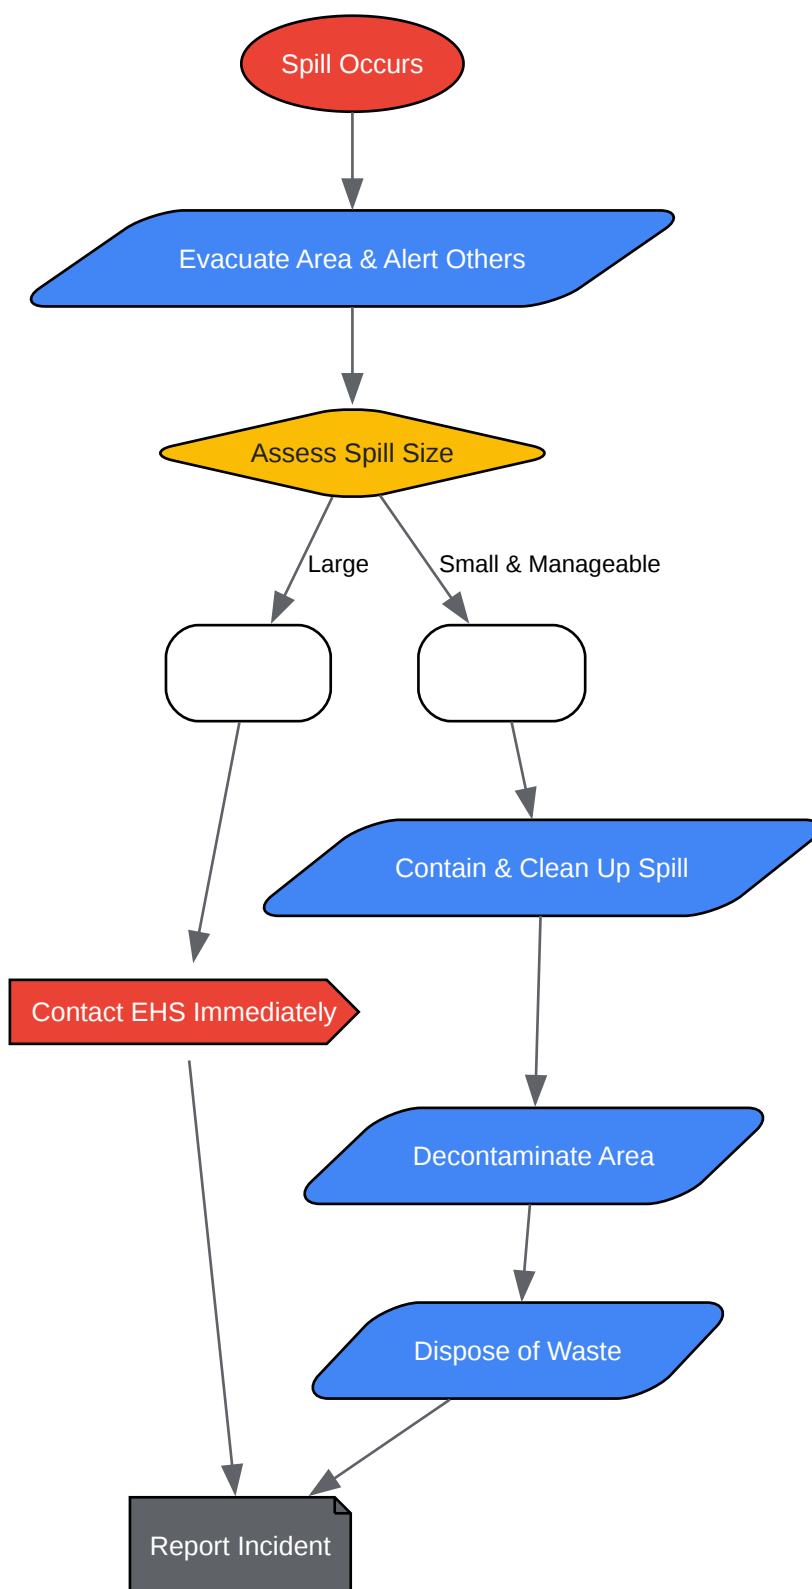 Spill Occurs
Evacuate Area & Alert Others
Assess Spill Size
Large
Small & Manageable
Contain & Clean Up Spill
Contact EHS Immediately
Decontaminate Area
Dispose of Waste
Report Incident